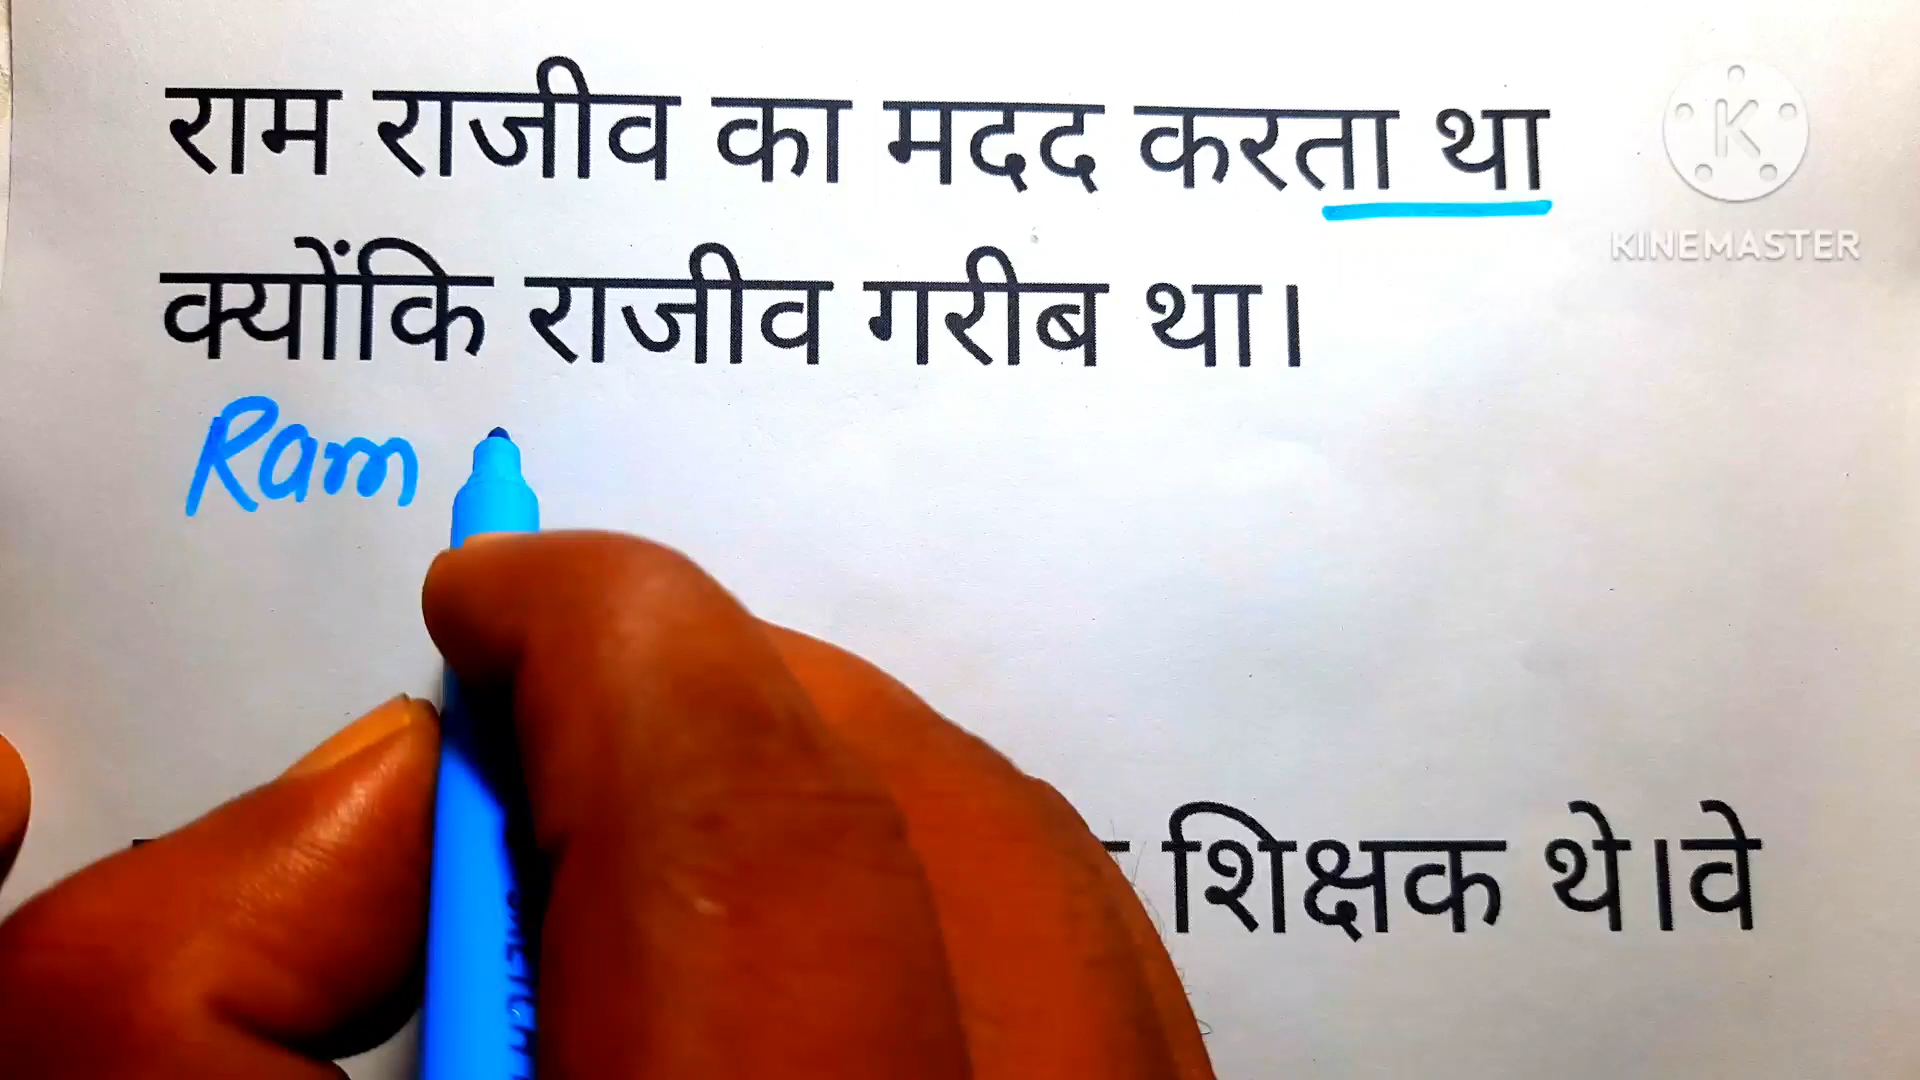 राम राजीव का मदद करता था
K
KINEMASTER
क्योंकि राजीव गरीब था।
Ram
शिक्षक थे।वे